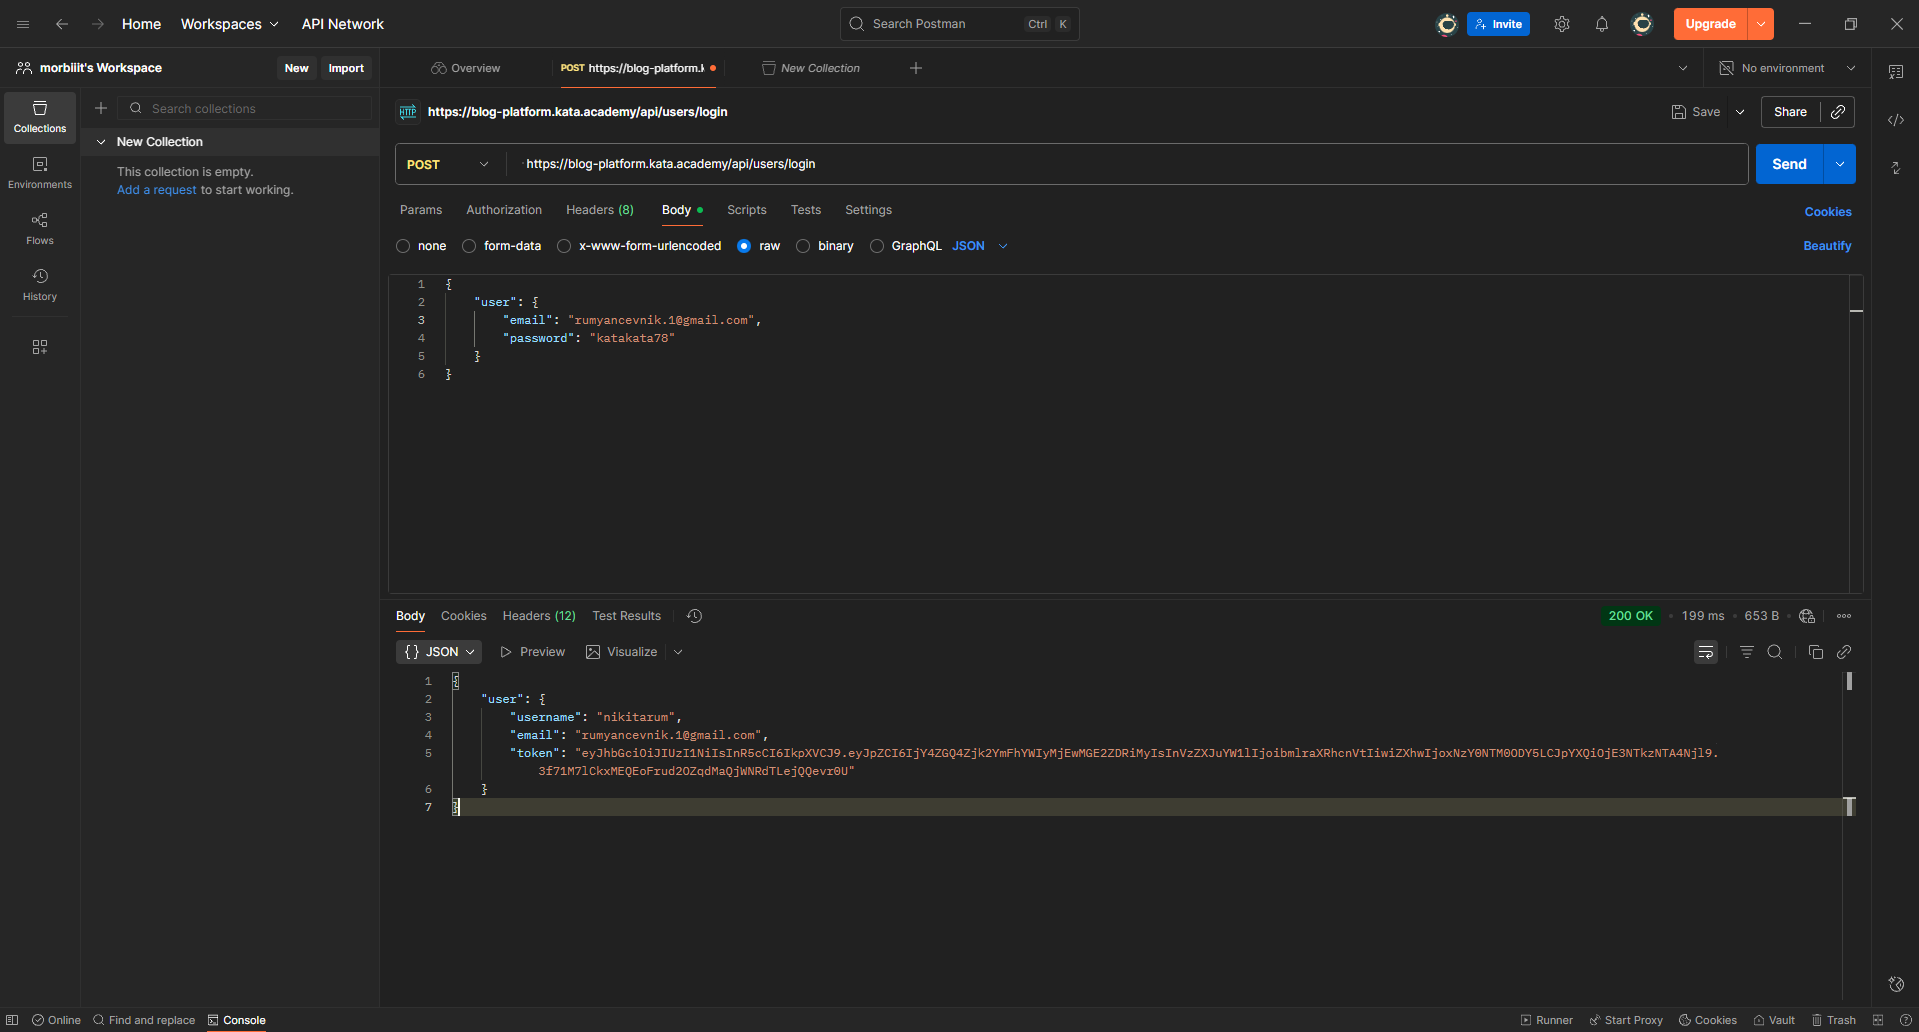 Home Workspaces API Network Search Postman Ctrl K Invite Upgrade
morbiiit's Workspace New Import Overview POST https://blog-platform.k New Collection No environment
Search collections
Collections
New Collection
This collection is empty.
Add a request to start working.
Environments
Flows
History
HTTP https://blog-platform.kata.academy/api/users/login Save Share
POST https://blog-platform.kata.academy/api/users/login Send
Params Authorization Headers (8) Body Scripts Tests Settings Cookies
none form-data x-www-form-urlencoded raw binary GraphQL JSON Beautify
1 {
2 "user": {
3 "email": "rumyancevnik.1@gmail.com",
4 "password": "katakata78"
5 }
6 }
Body Cookies Headers (12) Test Results 200 OK 199 ms 653 B
{} JSON Preview Visualize
1 {
2 "user": {
3 "username": "nikitarum",
4 "email": "rumyancevnik.1@gmail.com",
5 "token": "eyJhbGciOiJIUzI1NiIsInR5cCI6IkpXVCJ9.eyJpZCI6IjY4ZGQ4Zjk2YmFhYWIyMjEwMGE2ZDRiMyIsInVzZXJuYW1lIjoibmlraXRhcnVtIiwiZXhwIjoxNzY0NTM0ODY5LCJpYXQiOjE3NTkzNTA4Njl9.
3f71M7lCkxMEQEoFrud2OZqdMaQjWNRdTLejQQevr0U"
6 }
7 }
Online Find and replace Console Runner Start Proxy Cookies Vault Trash